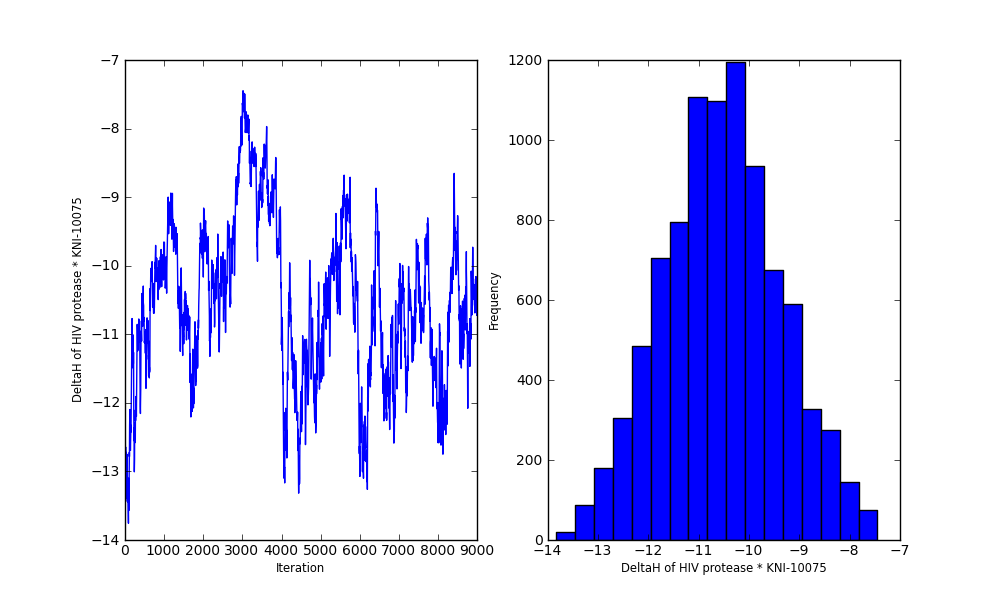 −7
−8
−9
−10
−11
−12
−13
−14
DeltaH of HIV protease * KNI-10075
0 1000 2000 3000 4000 5000 6000 7000 8000 9000
Iteration
1200
1000
800
600
400
200
0
Frequency
−14 −13 −12 −11 −10 −9 −8 −7
DeltaH of HIV protease * KNI-10075